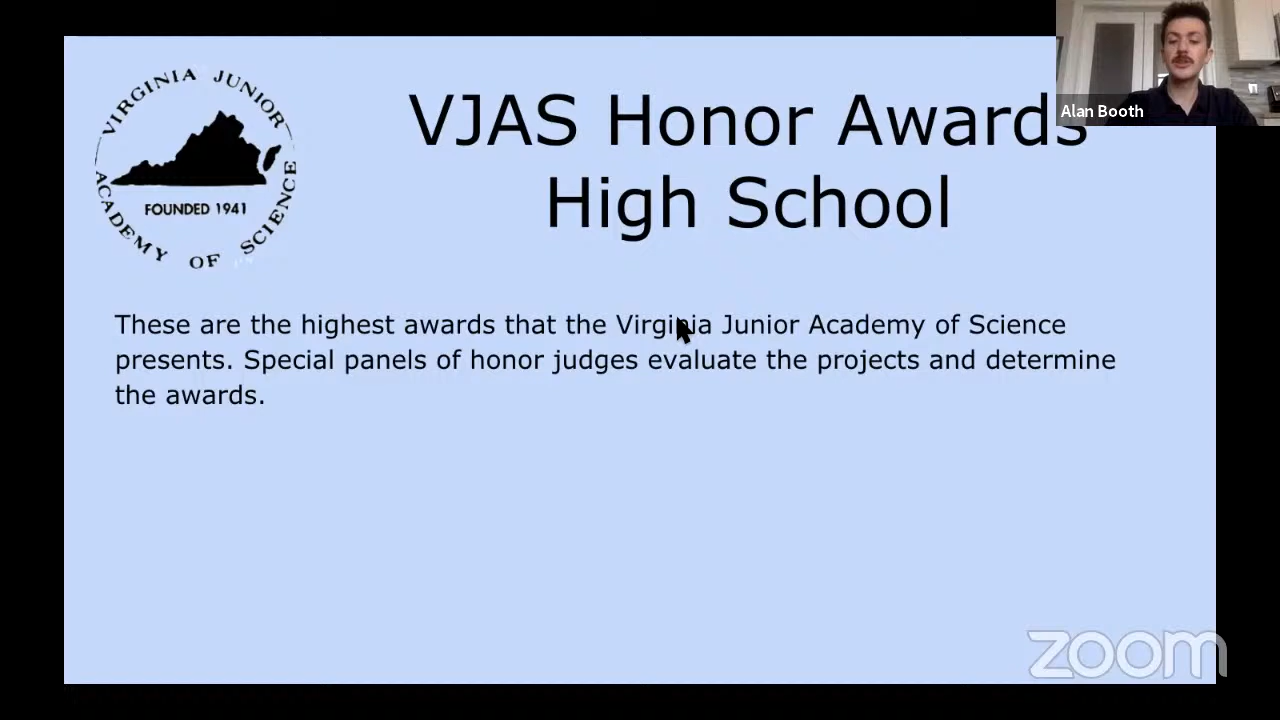 VIRGINIA JUNIOR
ACADEMY OF SCIENCE
FOUNDED 1941
VJAS Honor Awards
High School
Alan Booth
These are the highest awards that the Virginia Junior Academy of Science
presents. Special panels of honor judges evaluate the projects and determine
the awards.
zoom